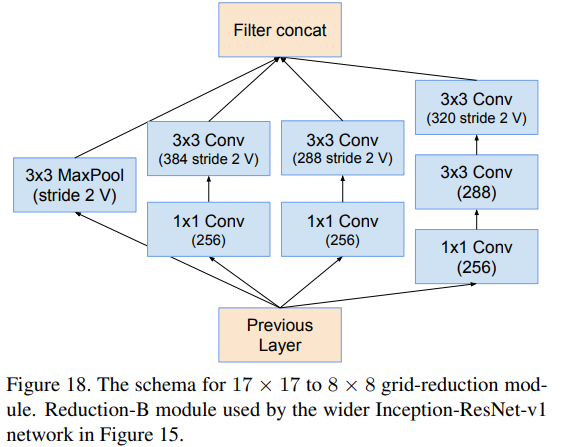 Filter concat
3x3 Conv
(320 stride 2 V)
3x3 Conv
(384 stride 2 V)
3x3 Conv
(288 stride 2 V)
3x3 MaxPool
(stride 2 V)
3x3 Conv
(288)
1x1 Conv
(256)
1x1 Conv
(256)
1x1 Conv
(256)
Previous
Layer
Figure 18. The schema for 17 × 17 to 8 × 8 grid-reduction mod-
ule. Reduction-B module used by the wider Inception-ResNet-v1
network in Figure 15.